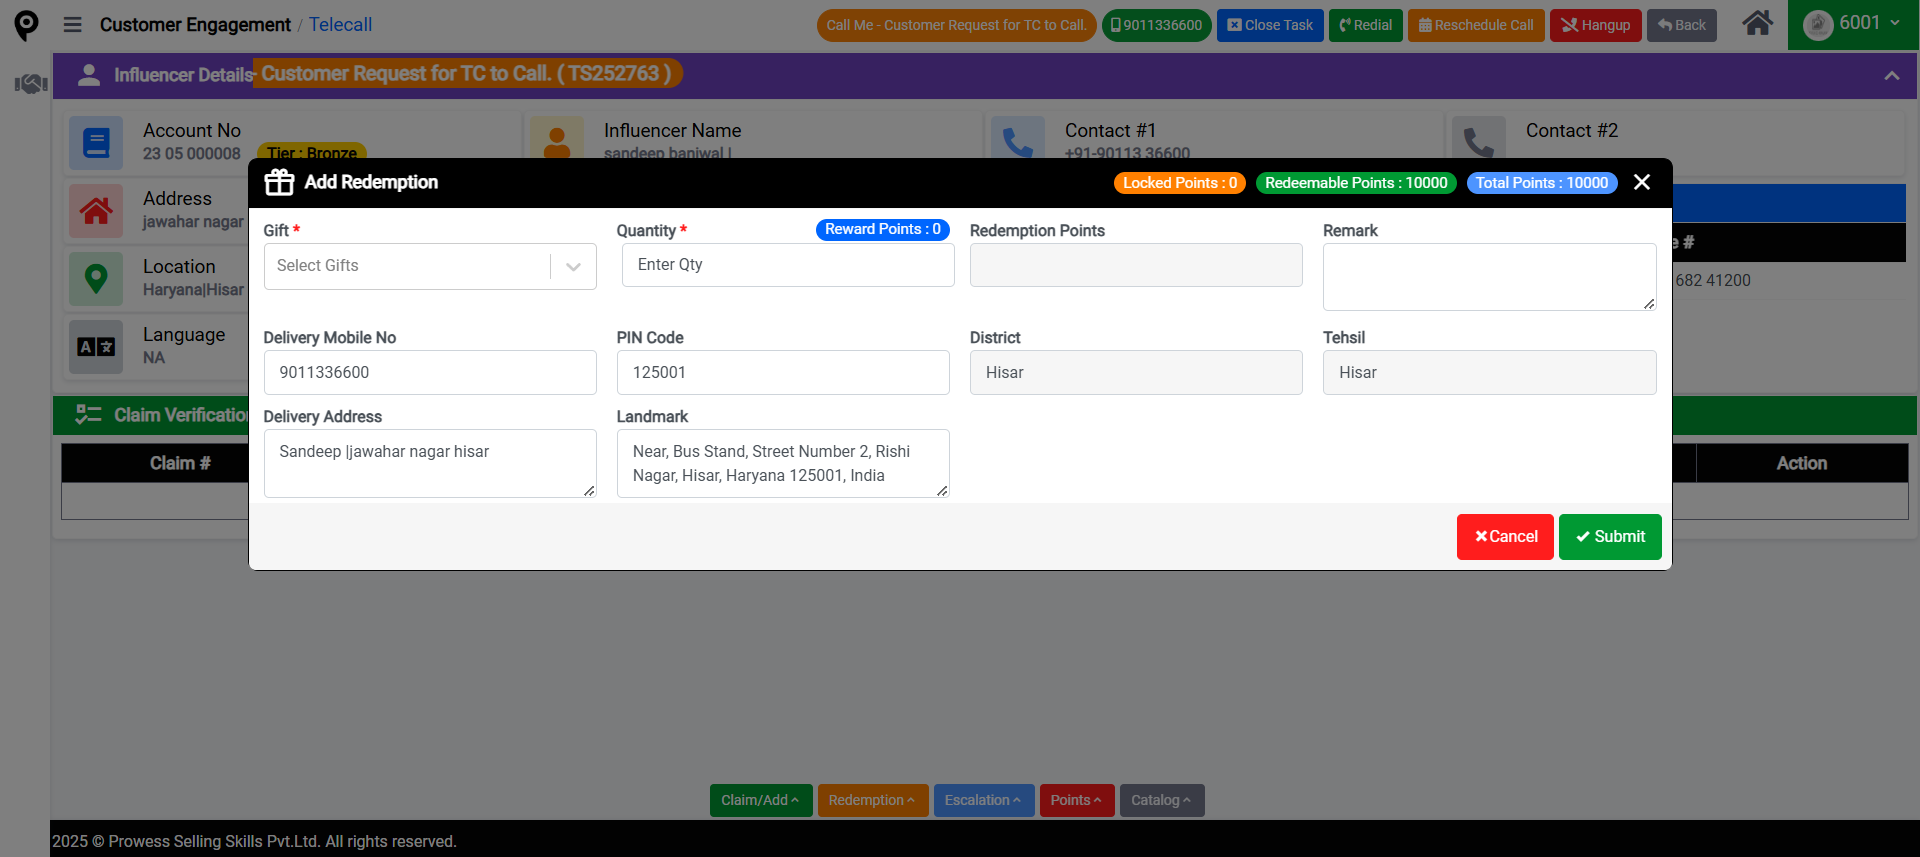 Customer Engagement / Telecall
Call Me - Customer Request for TC to Call.
9011336600
Close Task
Redial
Reschedule Call
Hangup
Back
6001
Influencer Details- Customer Request for TC to Call. ( TS252763 )
Account No
23 05 000008
Tier : Bronze
Influencer Name
sandeep baniwal |
Contact #1
+91-90113 36600
Contact #2
Address
jawahar nagar
Location
Haryana|Hisar
Language
NA
e #
682 41200
Claim Verification
Claim #
Action
Add Redemption
Locked Points : 0
Redeemable Points : 10000
Total Points : 10000
Gift *
Select Gifts
Quantity *
Reward Points : 0
Enter Qty
Redemption Points
Remark
Delivery Mobile No
9011336600
PIN Code
125001
District
Hisar
Tehsil
Hisar
Delivery Address
Sandeep |jawahar nagar hisar
Landmark
Near, Bus Stand, Street Number 2, Rishi
Nagar, Hisar, Haryana 125001, India
Cancel
Submit
Claim/Add
Redemption
Escalation
Points
Catalog
2025 © Prowess Selling Skills Pvt.Ltd. All rights reserved.